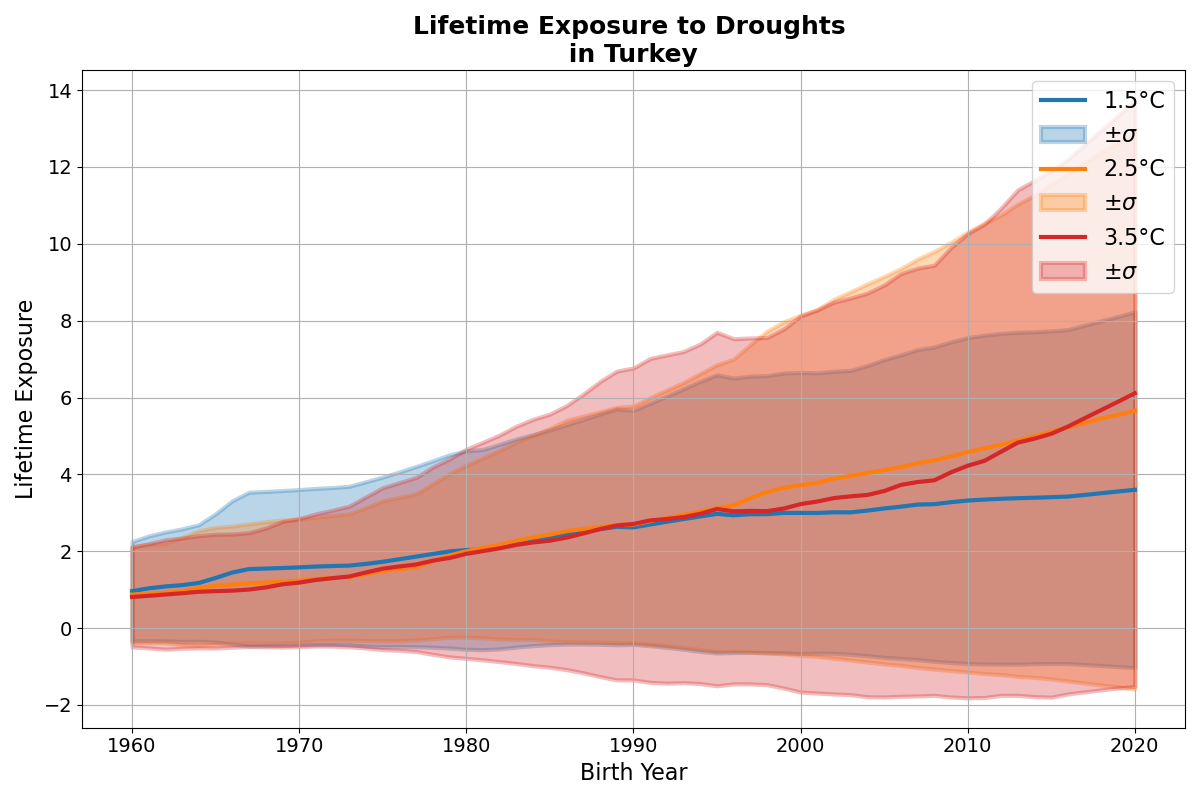 Lifetime Exposure to Droughts
in Turkey
Lifetime Exposure
14
12
10
8
6
4
2
0
−2
1.5°C
±σ
2.5°C
±σ
3.5°C
±σ
1960
1970
1980
1990
2000
2010
2020
Birth Year